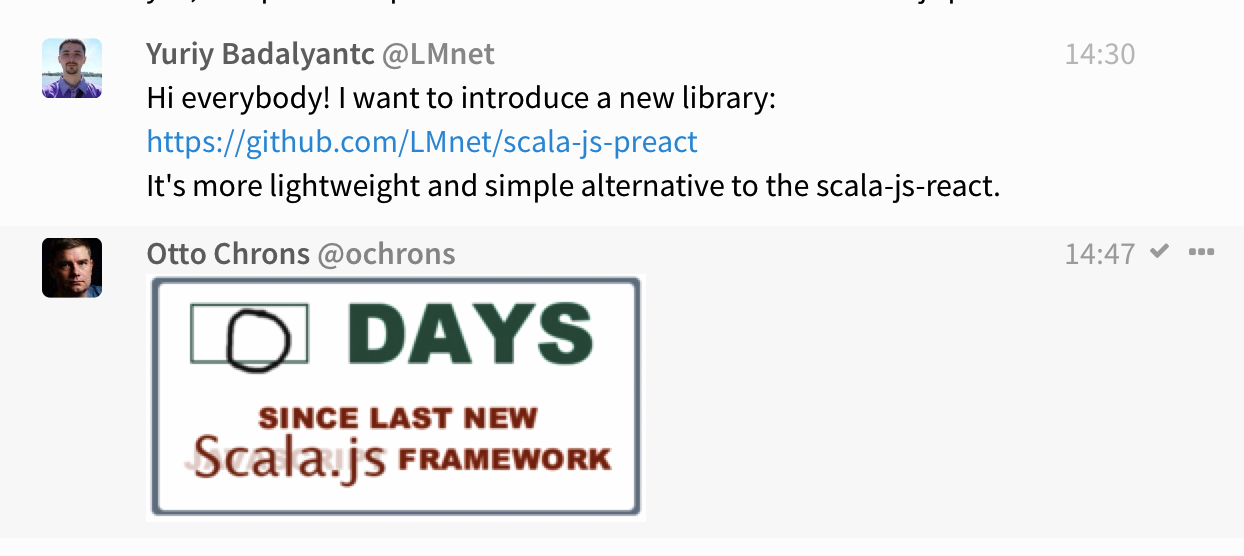 Yuriy Badalyantc @LMnet 14:30
Hi everybody! I want to introduce a new library:
https://github.com/LMnet/scala-js-preact
It's more lightweight and simple alternative to the scala-js-react.
Otto Chrons @ochrons 14:47
0 DAYS
SINCE LAST NEW
Scala.js FRAMEWORK